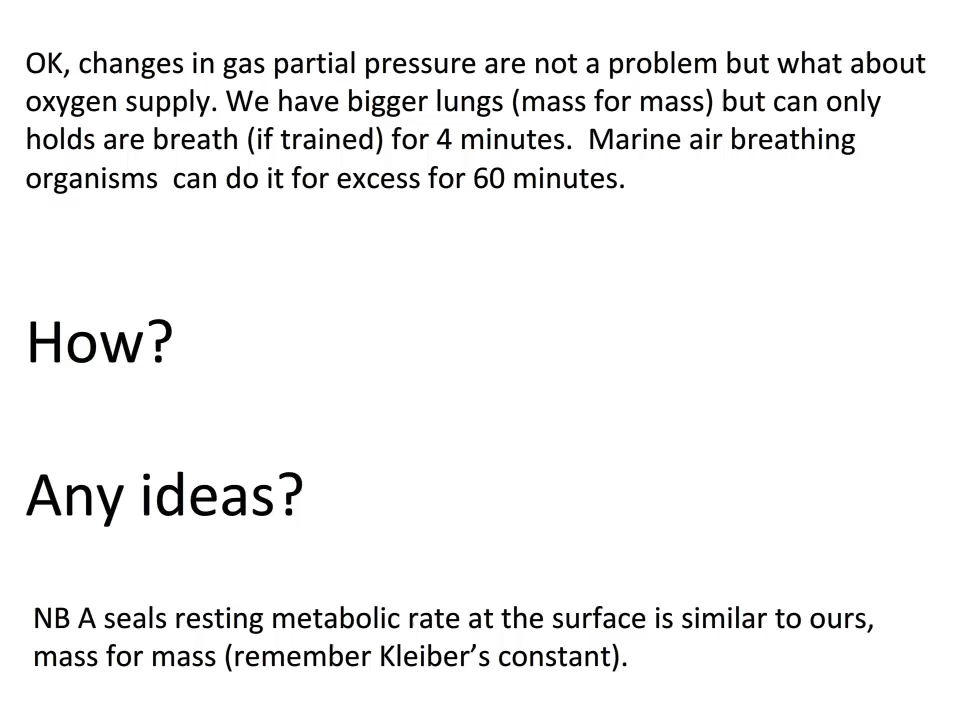 OK, changes in gas partial pressure are not a problem but what about
oxygen supply. We have bigger lungs (mass for mass) but can only
holds are breath (if trained) for 4 minutes.  Marine air breathing
organisms  can do it for excess for 60 minutes.
How?
Any ideas?
NB A seals resting metabolic rate at the surface is similar to ours,
mass for mass (remember Kleiber’s constant).